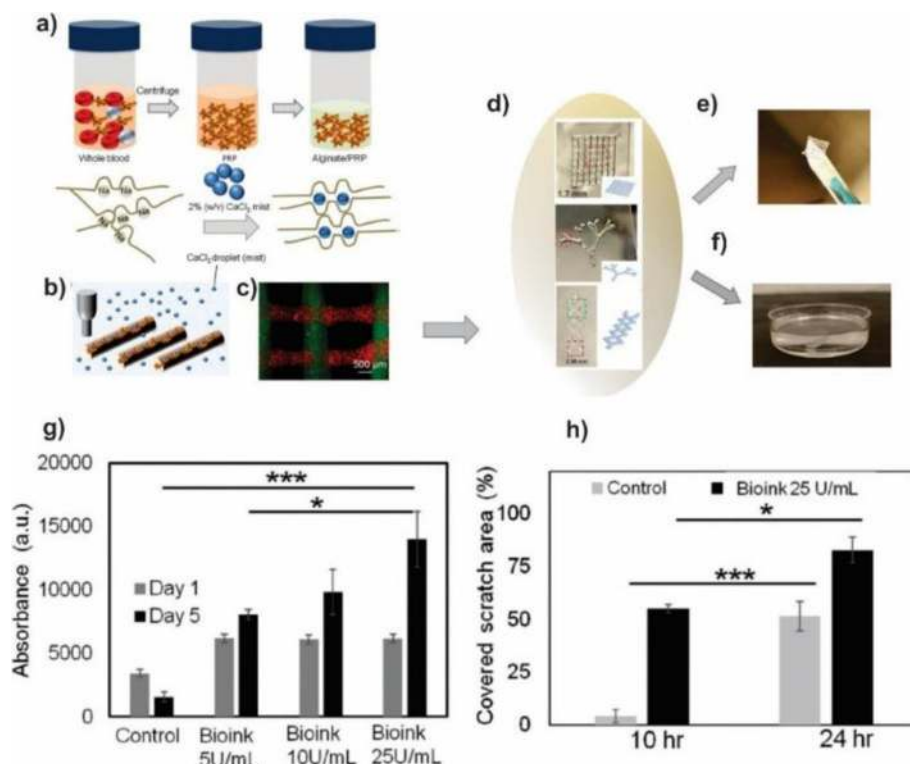 a)
Centrifuge
Whole blood
PRP
Alginate/PRP
2% (w/v) CaCl2 mist
CaCl2 droplet (mist)
b)
c)
500 µm
d)
e)
f)
g)
20000
15000
10000
5000
0
Absorbance (a.u.)
***
*
Day 1
Day 5
Control
Bioink
5U/mL
Bioink
10U/mL
Bioink
25U/mL
h)
Control
Bioink 25 U/mL
Covered scratch area (%)
100
75
50
25
0
*
***
10 hr
24 hr